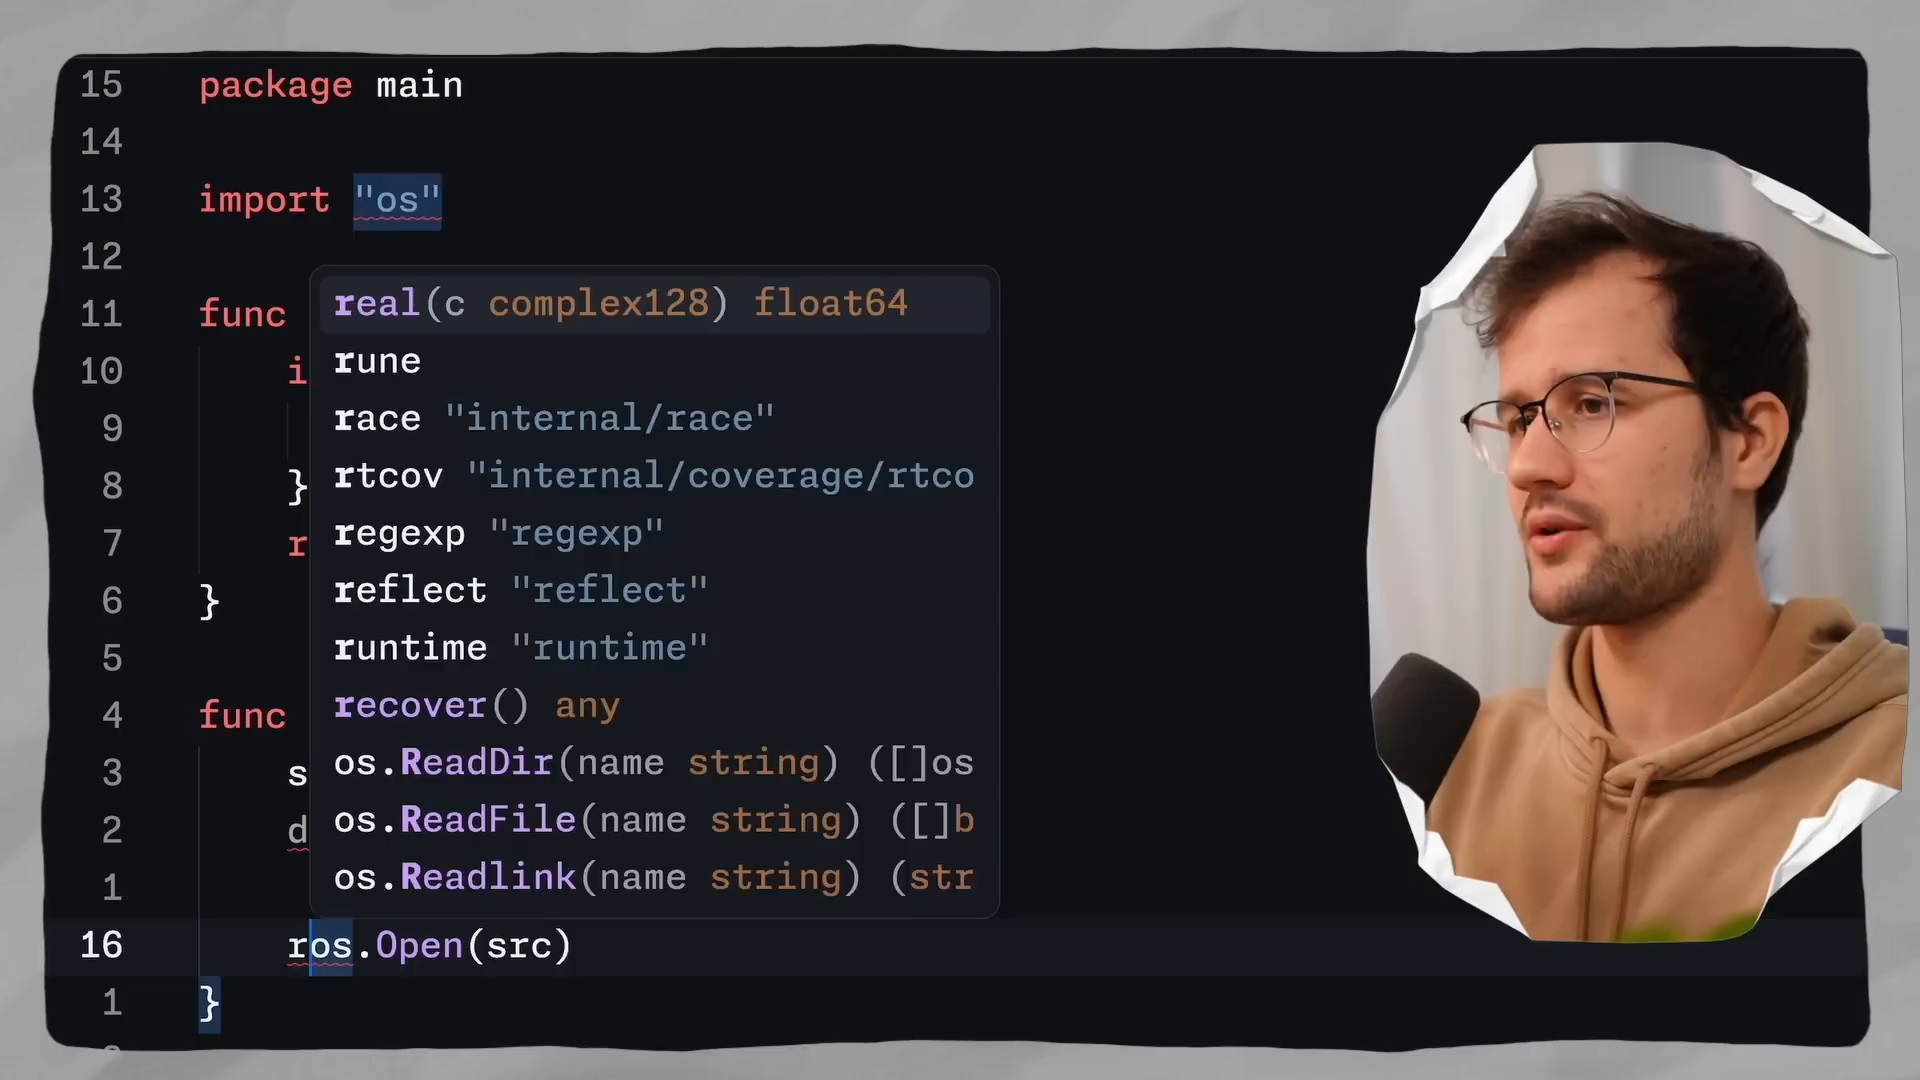 15 package main
14
13 import "os"
12
11 func
10 i
9
8 }
7 r
6 }
5
4 func
3 s
2 d
1
16 ros.Open(src)
1 }
real(c complex128) float64
rune
race "internal/race"
rtcov "internal/coverage/rtco
regexp "regexp"
reflect "reflect"
runtime "runtime"
recover() any
os.ReadDir(name string) ([]os
os.ReadFile(name string) ([]b
os.Readlink(name string) (str